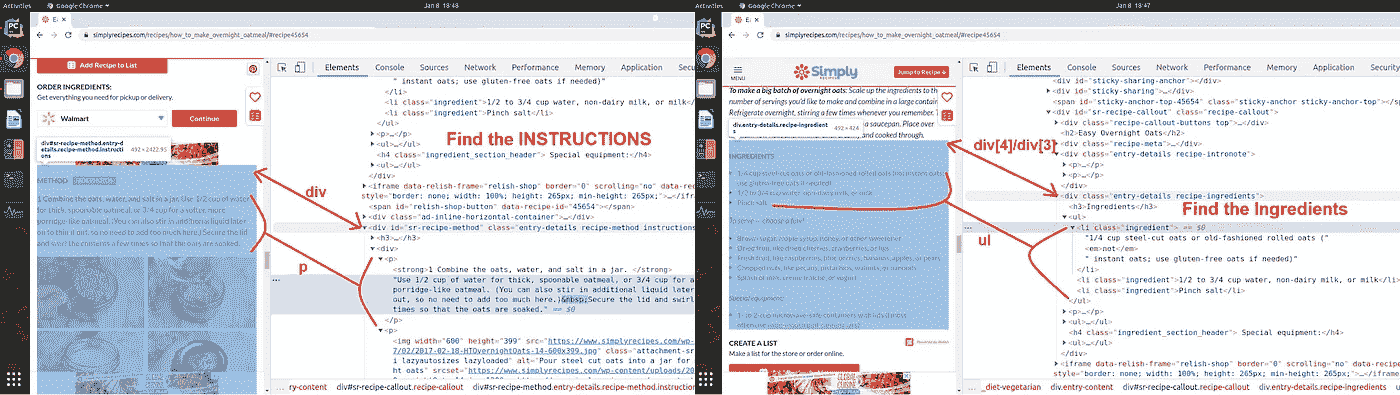 Activities
Google Chrome
Jan 8 18:48
simplyrecipes.com/recipes/how_to_make_overnight_oatmeal/#recipe45654
Add Recipe to List
ORDER INGREDIENTS:
Get everything you need for pickup or delivery.
Walmart
Continue
div#sr-recipe-method.entry-d
etails.recipe-method.instructi
ons
492 × 2422.95
METHOD
1 Combine the oats, water, and salt in a jar. Use 1/2 cup of water
for thick, spoonable oatmeal, or 3/4 cup for a softer, more
porridge-like oatmeal. (You can also stir in additional liquid later
to thin it out, so no need to add too much here.) Secure the lid
and swirl the contents a few times so that the oats are soaked.
Elements Console Sources Network Performance Memory Application
" instant oats; use gluten-free oats if needed)"
</li>
<li class="ingredient">1/2 to 3/4 cup water, non-dairy milk, or milk<
<li class="ingredient">Pinch salt</li>
</ul>
<p>…</p>
<ul>…</ul>
<h4 class="ingredient_section_header"> Special equipment:</h4>
<ul>…</ul>
</div>
<iframe data-relish-frame="relish-shop" border="0" scrolling="no" data-rec
style="border: none; width: 100%; height: 265px; min-height: 265px;">…</if
<span id="relish-shop-button" data-recipe-id="45654"></span>
<div class="ad-inline-horizontal-container">…</div>
<div id="sr-recipe-method" class="entry-details recipe-method instructions
<h3>…</h3>
<div>
<p>
<strong>1 Combine the oats, water, and salt in a jar. </strong>
"Use 1/2 cup of water for thick, spoonable oatmeal, or 3/4 cup for a
porridge-like oatmeal. (You can also stir in additional liquid later
out, so no need to add too much here.)&nbsp;Secure the lid and swirl
times so that the oats are soaked." == $0
</p>
<p>
<img width="600" height="399" src="https://www.simplyrecipes.com/wp-
7/02/2017-02-18-HTOvernightOats-14-600x399.jpg" class="attachment-s
i lazyautosizes lazyloaded" alt="Pour steel cut oats into a jar for
ht oats" srcset="https://www.simplyrecipes.com/wp-content/uploads/20
ry-content div#sr-recipe-callout.recipe-callout div#sr-recipe-method.entry-details.recipe-method.instructio
Find the INSTRUCTIONS
div
p
Activities
Google Chrome
Jan 8 18:47
simplyrecipes.com/recipes/how_to_make_overnight_oatmeal/#recipe45654
MENU
Simply
RECIPES
Jump to Recipe
To make a big batch of overnight oats: Scale up the ingredients to the
number of servings you'd like to make and combine in a large container.
Refrigerate overnight, stirring a few times whenever you remember.
a saucepan. Place over
and cooked through.
div.entry-details.recipe-ingredient
s
492 × 424
INGREDIENTS
1/4 cup steel-cut oats or old-fashioned rolled oats (not instant oats;
use gluten-free oats if needed)
1/2 to 3/4 cup water, non-dairy milk, or milk
Pinch salt
To serve – choose a few!
Brown sugar, maple syrup, honey, or other sweetener
Dried fruit, like dried cherries, cranberries, or
Fresh fruit, like raspberries, blueberries, bananas, apples, or pears
Chopped nuts, like pecans, pistachios, walnuts, or almonds
Special equipment:
CREATE A LIST
Make a list for the store or order online.
Elements Console Sources Network Performance Memory Application
<div id="sticky-sharing-anchor"></div>
<div id="sticky-sharing"></div>
<span id="sticky-anchor-top-45654" class="sticky sticky-anchor-top"></span>
<div id="sr-recipe-callout" class="recipe-callout">
<div class="recipe-callout-buttons top">…</div>
<h2>Easy Overnight Oats</h2>
<div class="recipe-meta">…</div>
<div class="entry-details recipe-intronote">
<p>…</p>
<p>…</p>
</div>
<div class="entry-details recipe-ingredients">
<h3>Ingredients</h3>
<ul>
<li class="ingredient"> == $0
"1/4 cup steel-cut oats or old-fashioned rolled oats ("
<em>not</em>
" instant oats; use gluten-free oats if needed)"
</li>
<li class="ingredient">1/2 to 3/4 cup water, non-dairy milk, or milk</li
<li class="ingredient">Pinch salt</li>
</ul>
<p>…</p>
<ul>…</ul>
<h4 class="ingredient_section_header"> Special equipment:</h4>
<ul>…</ul>
</div>
<iframe data-relish-frame="relish-shop" border="0" scrolling="no" data-recip
style="border: none; width: 100%; height: 265px; min-height: 265px;">…</ifra
_diet-vegetarian div.entry-content div#sr-recipe-callout.recipe-callout div.entry-details.recipe-ingredients u
div[4]/div[3]
Find the Ingredients
ul